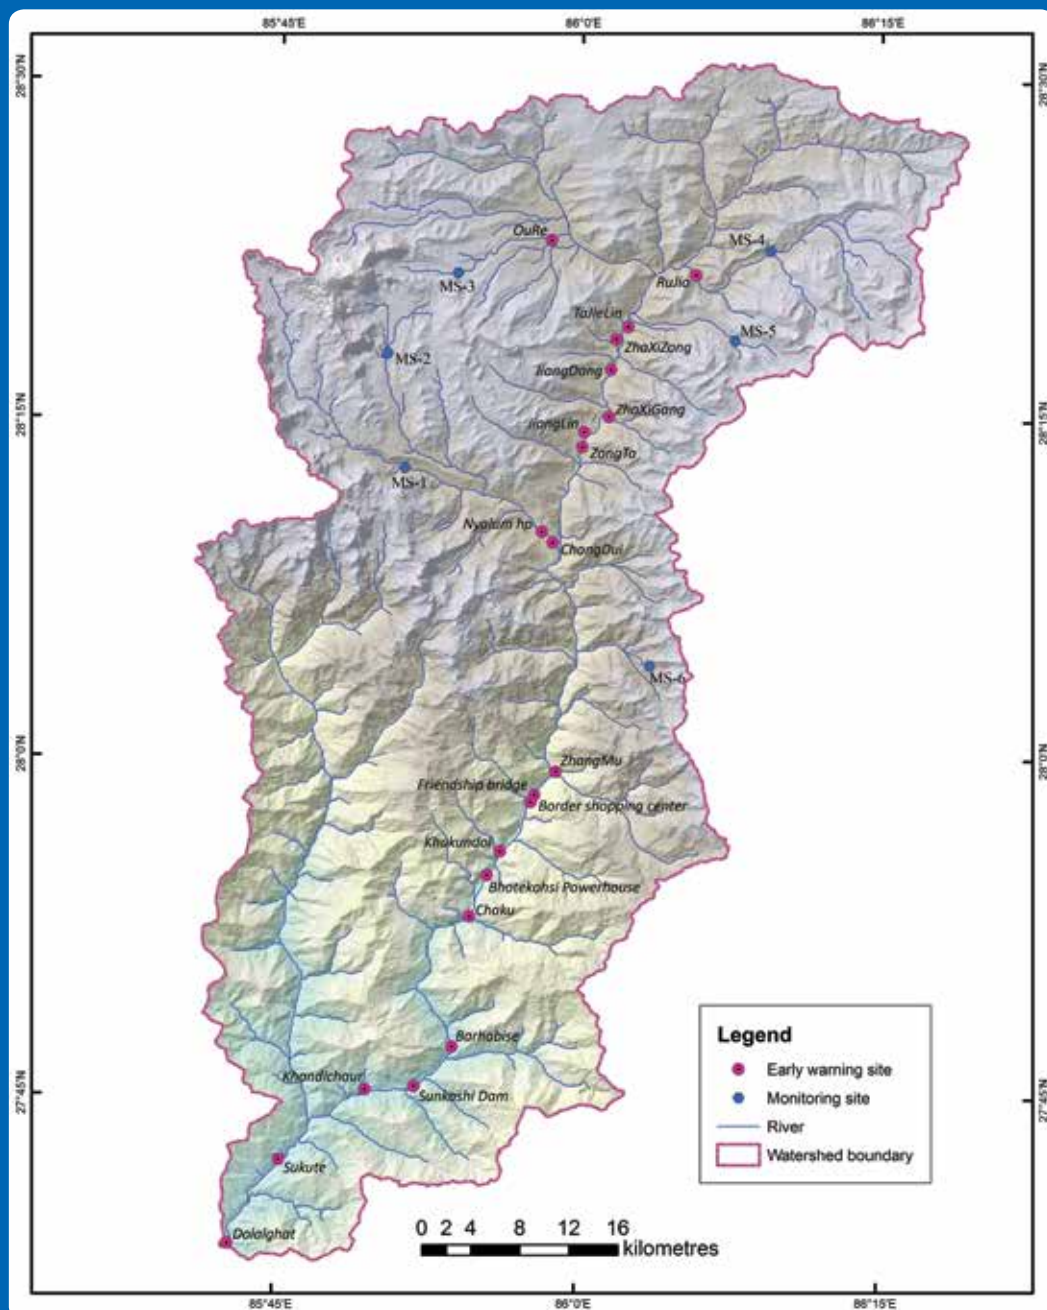 85°45'E 86°0'E 86°15'E
28°30'N 28°30'N
OuRe
MS-4
MS-3
RuJia
TaJieLin
MS-5
ZhaXiZong
MS-2
JiangDang
28°15'N 28°15'N
ZhaXiGang
JiangLin
ZongTa
MS-1
Nyalam hp
ChongDui
MS-6
28°0'N 28°0'N
ZhangMu
Friendship bridge
Border shopping center
Khukundol
Bhotekohsi Powerhouse
Chaku
Barhabise
Khandichaur
Sunkoshi Dam
27°45'N 27°45'N
Sukute
Dolalghat
Legend
Early warning site
Monitoring site
River
Watershed boundary
0 2 4 8 12 16
kilometres
85°45'E 86°0'E 86°15'E